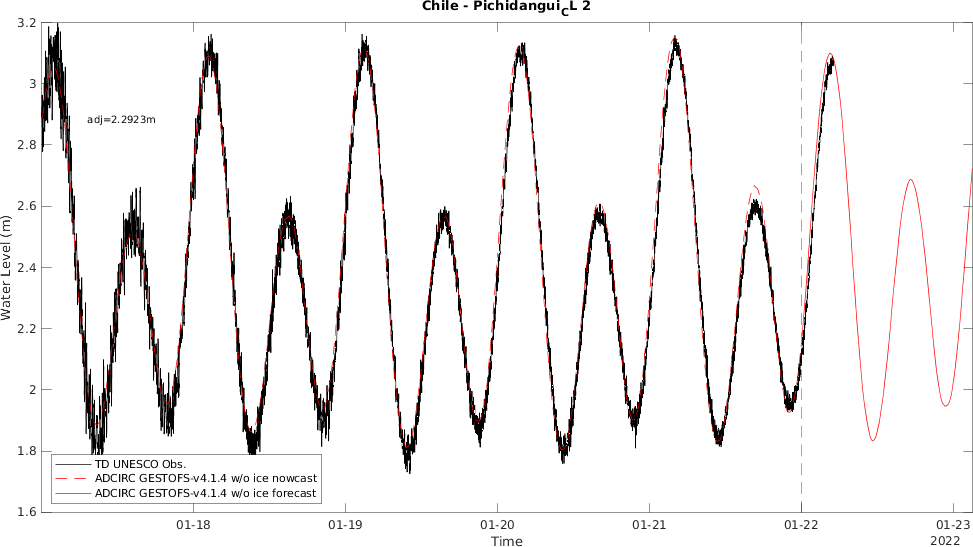 Chile - PichidanguiCL 2
3.2
3
2.8
2.6
2.4
2.2
2
1.8
1.6
Water Level (m)
adj=2.2923m
TD UNESCO Obs.
ADCIRC GESTOFS-v4.1.4 w/o ice nowcast
ADCIRC GESTOFS-v4.1.4 w/o ice forecast
01-18
01-19
01-20
01-21
01-22
01-23
Time
2022